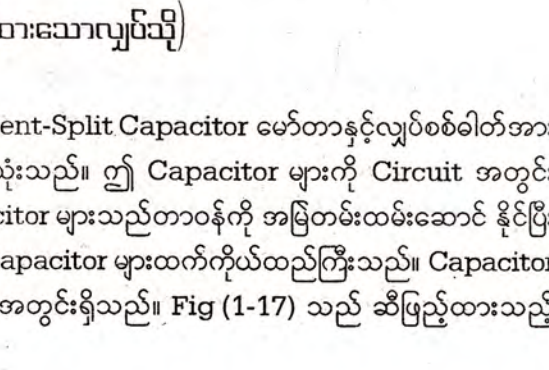 ထားသောလျှပ်သို)
ent-Split Capacitor မော်တာနှင့်လျှပ်စစ်ဓါတ်အား
သုံးသည်။ ဤ Capacitor များကို Circuit အတွင်း
citor များသည်တာဝန်ကို အမြဲတမ်းထမ်းဆောင် နိုင်ပြီး
apacitor များထက်ကိုယ်ထည်ကြီးသည်။ Capacitor
အတွင်းရှိသည်။ Fig (1-17) သည် ဆီဖြည့်ထားသည့်